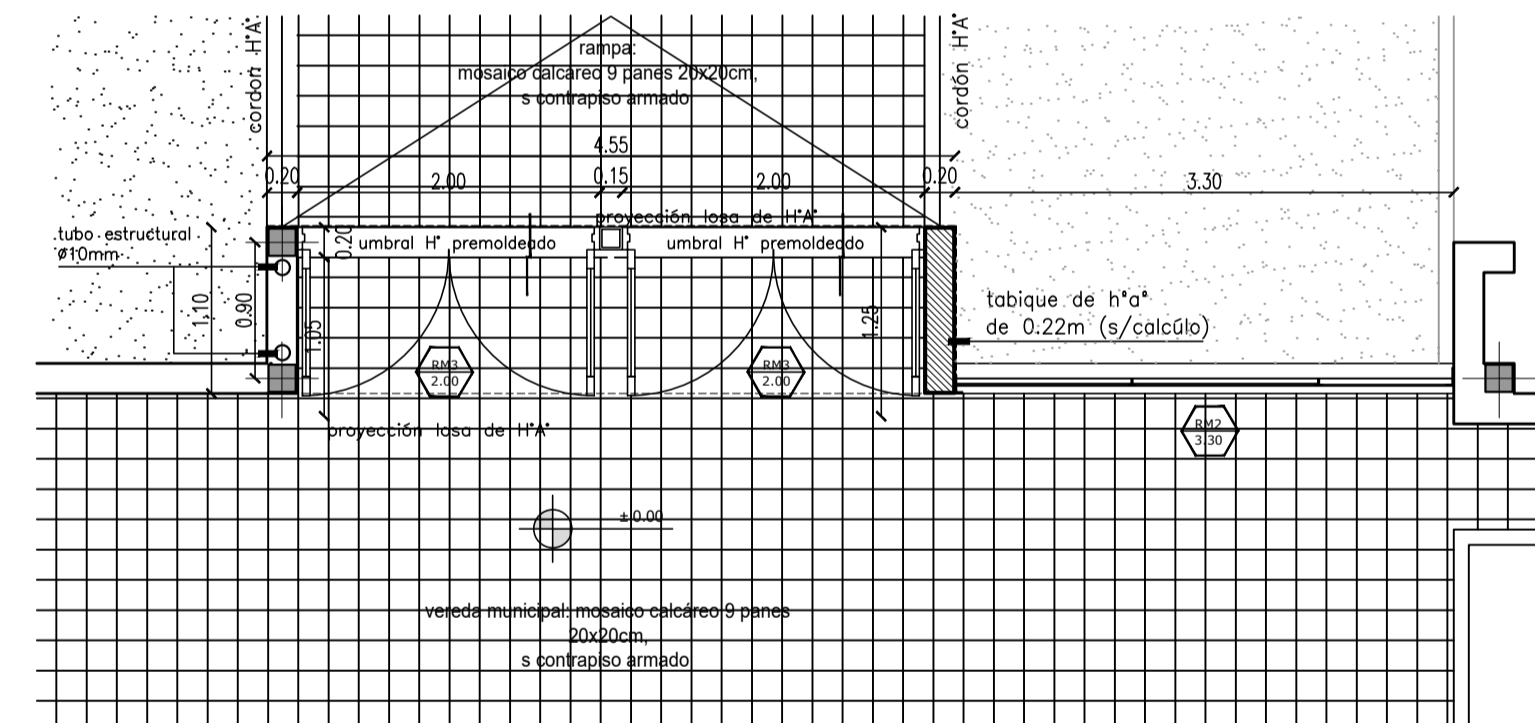 cordón H°A°
rampa:
mosaico calcáreo 9 panes 20x20cm,
s contrapiso armado
cordón H°A°
4.55
0.20
2.00
0.15
2.00
0.20
3.30
proyección losa de H°A°
tubo estructural
ø10mm
0.20
umbral H° premoldeado
umbral H° premoldeado
1.10
0.90
1.05
1.25
tabique de h°a°
de 0.22m (s/calcúlo)
RM3
2.00
RM3
2.00
proyección losa de H°A°
RM2
3.30
±0.00
vereda municipal: mosaico calcáreo 9 panes
20x20cm,
s contrapiso armado